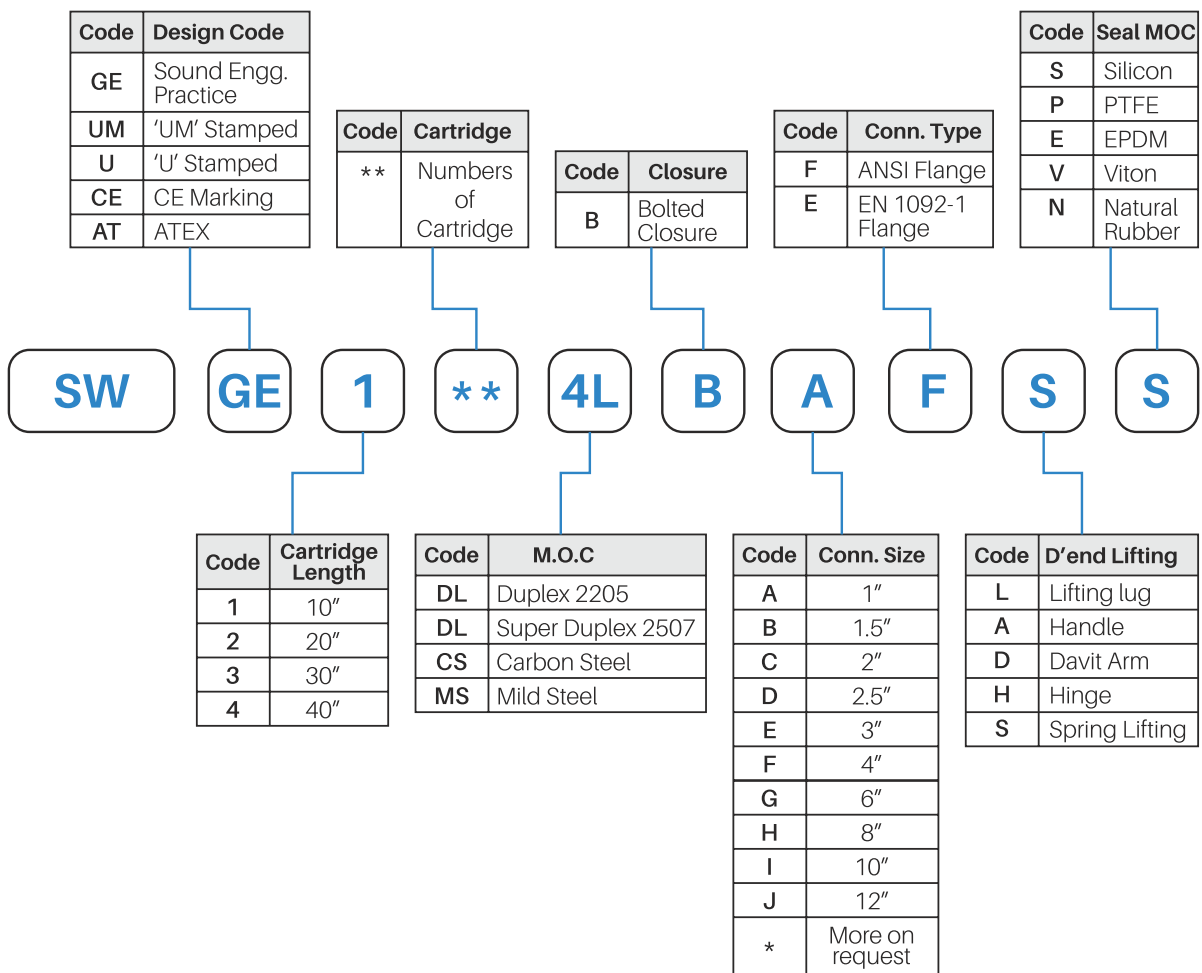 Code Design Code
GE Sound Engg.
Practice
UM ‘UM’ Stamped
U ‘U’ Stamped
CE CE Marking
AT ATEX
Code Cartridge
** Numbers
of
Cartridge
Code Closure
B Bolted
Closure
Code Conn. Type
F ANSI Flange
E EN 1092-1
Flange
Code Seal MOC
S Silicon
P PTFE
E EPDM
V Viton
N Natural
Rubber
SW GE 1 ** 4L B A F S S
Code Cartridge
Length
1 10”
2 20”
3 30”
4 40”
Code M.O.C
DL Duplex 2205
DL Super Duplex 2507
CS Carbon Steel
MS Mild Steel
Code Conn. Size
A 1”
B 1.5”
C 2”
D 2.5”
E 3”
F 4”
G 6”
H 8”
I 10”
J 12”
* More on
request
Code D’end Lifting
L Lifting lug
A Handle
D Davit Arm
H Hinge
S Spring Lifting